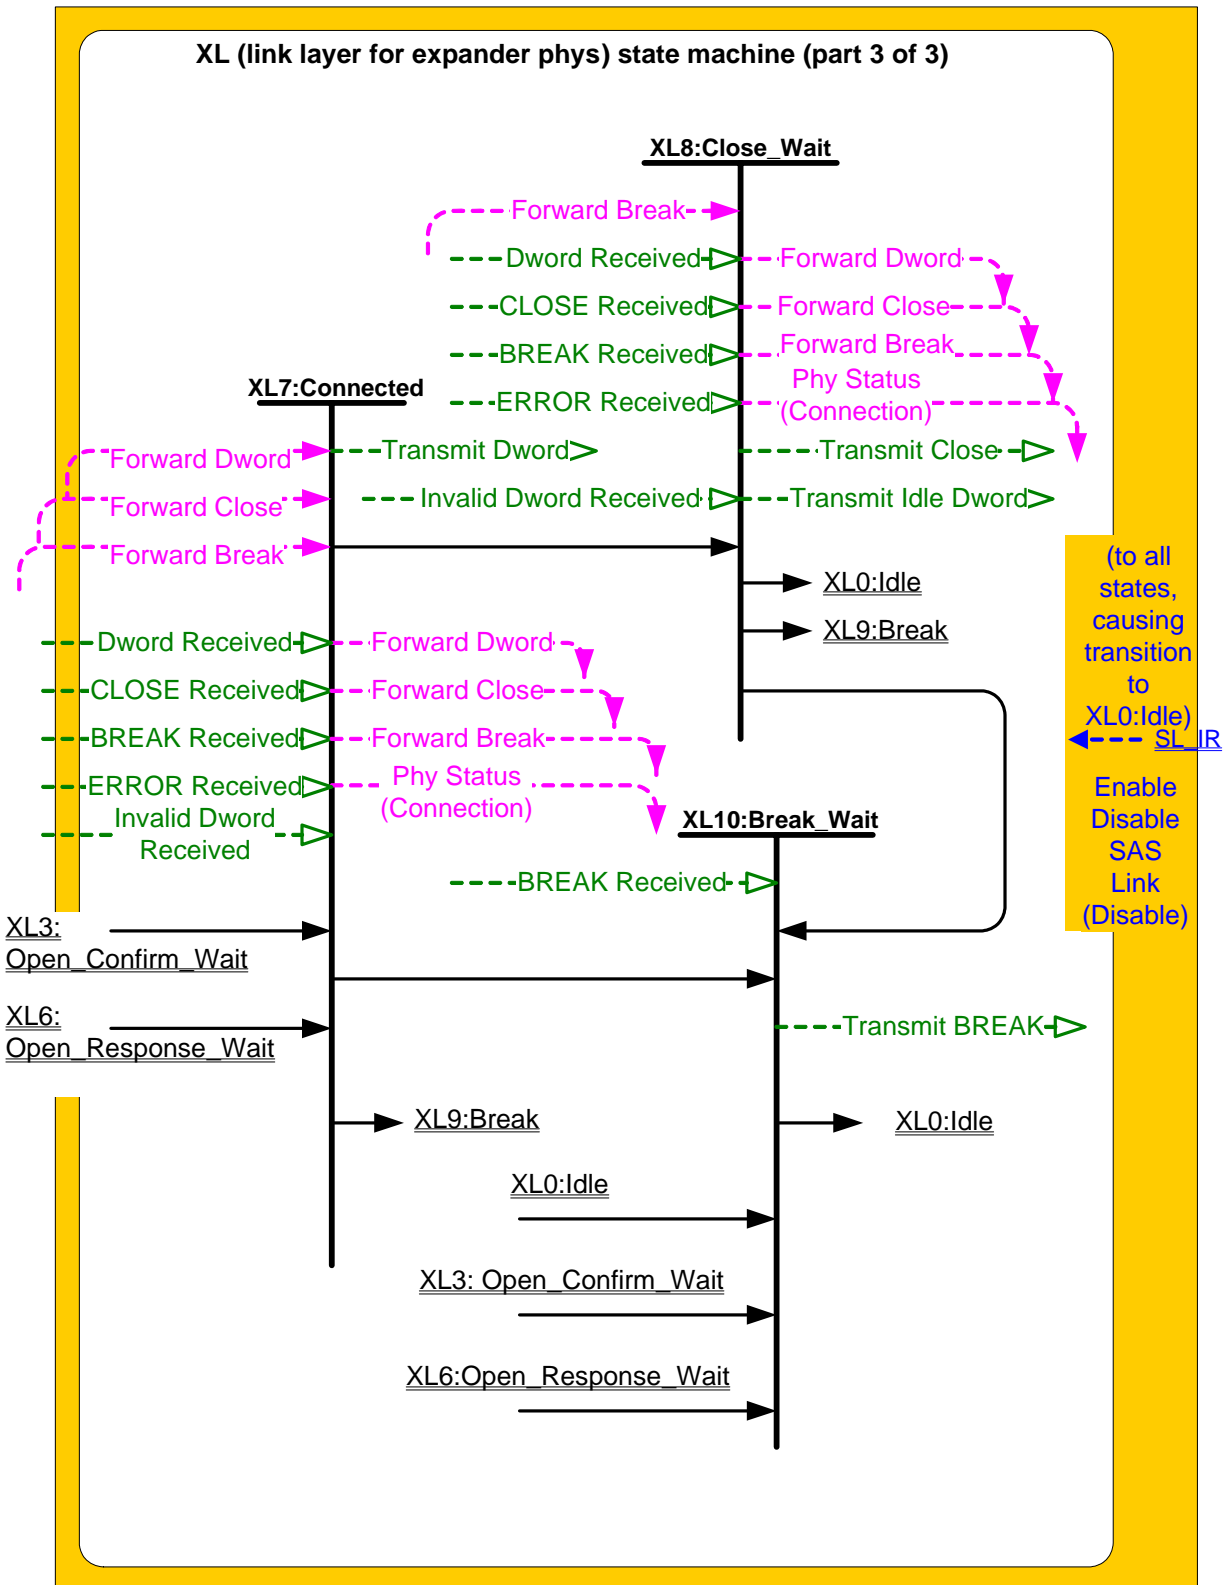 XL (link layer for expander phys) state machine (part 3 of 3)
XL8:Close_Wait
Forward Break
Dword Received
Forward Dword
CLOSE Received
Forward Close
BREAK Received
Forward Break
ERROR Received
Phy Status
(Connection)
Transmit Close
Invalid Dword Received
Transmit Idle Dword
XL0:Idle
XL9:Break
XL7:Connected
Forward Dword
Transmit Dword
Forward Close
Forward Break
Dword Received
Forward Dword
CLOSE Received
Forward Close
BREAK Received
Forward Break
ERROR Received
Phy Status
(Connection)
Invalid Dword
Received
XL3:
Open_Confirm_Wait
XL6:
Open_Response_Wait
XL9:Break
XL10:Break_Wait
BREAK Received
Transmit BREAK
XL0:Idle
XL0:Idle
XL3: Open_Confirm_Wait
XL6:Open_Response_Wait
(to all
states,
causing
transition
to
XL0:Idle)
SL_IR
Enable
Disable
SAS
Link
(Disable)